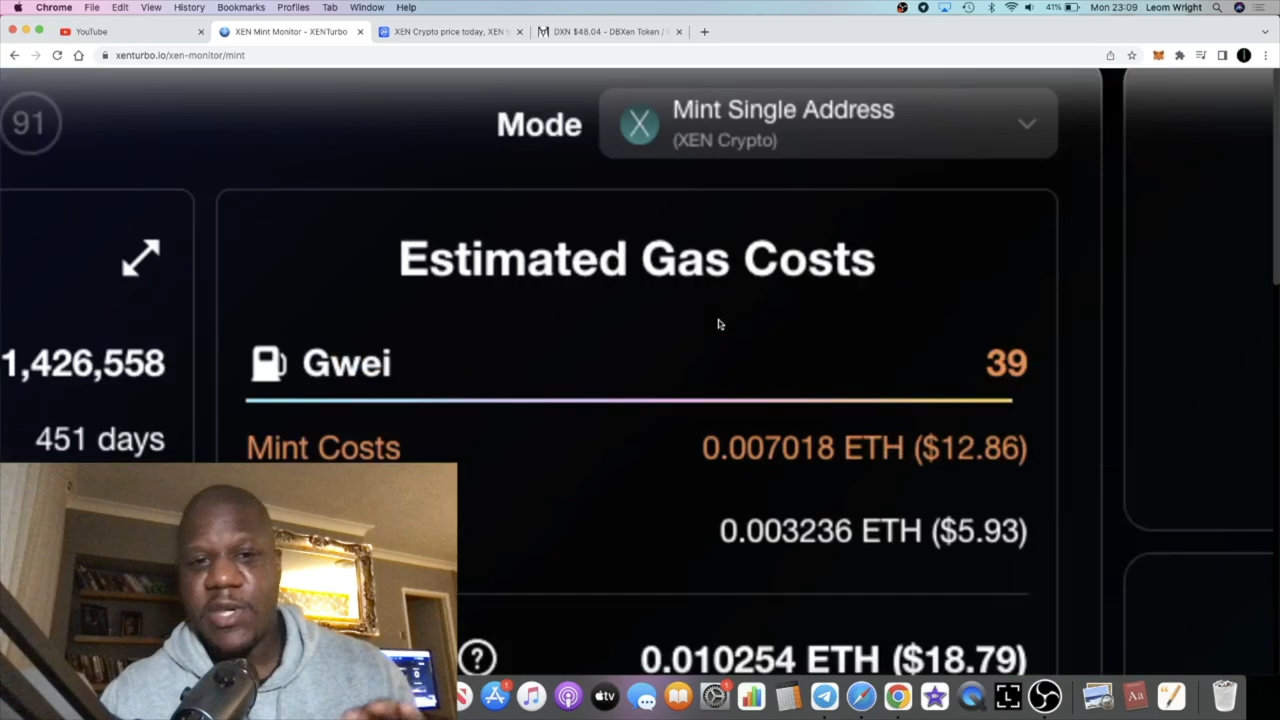 Chrome File Edit View History Bookmarks Profiles Tab Window Help 41% Mon 23:09 Leom Wright
YouTube XEN Mint Monitor - XENTurbo XEN Crypto price today, XEN DXN $48.04 - DBXen Token /
xenturbo.io/xen-monitor/mint
91
Mode
Mint Single Address
(XEN Crypto)
Estimated Gas Costs
1,426,558
Gwei 39
451 days
Mint Costs 0.007018 ETH ($12.86)
0.003236 ETH ($5.93)
? 0.010254 ETH ($18.79)
tv
Aa